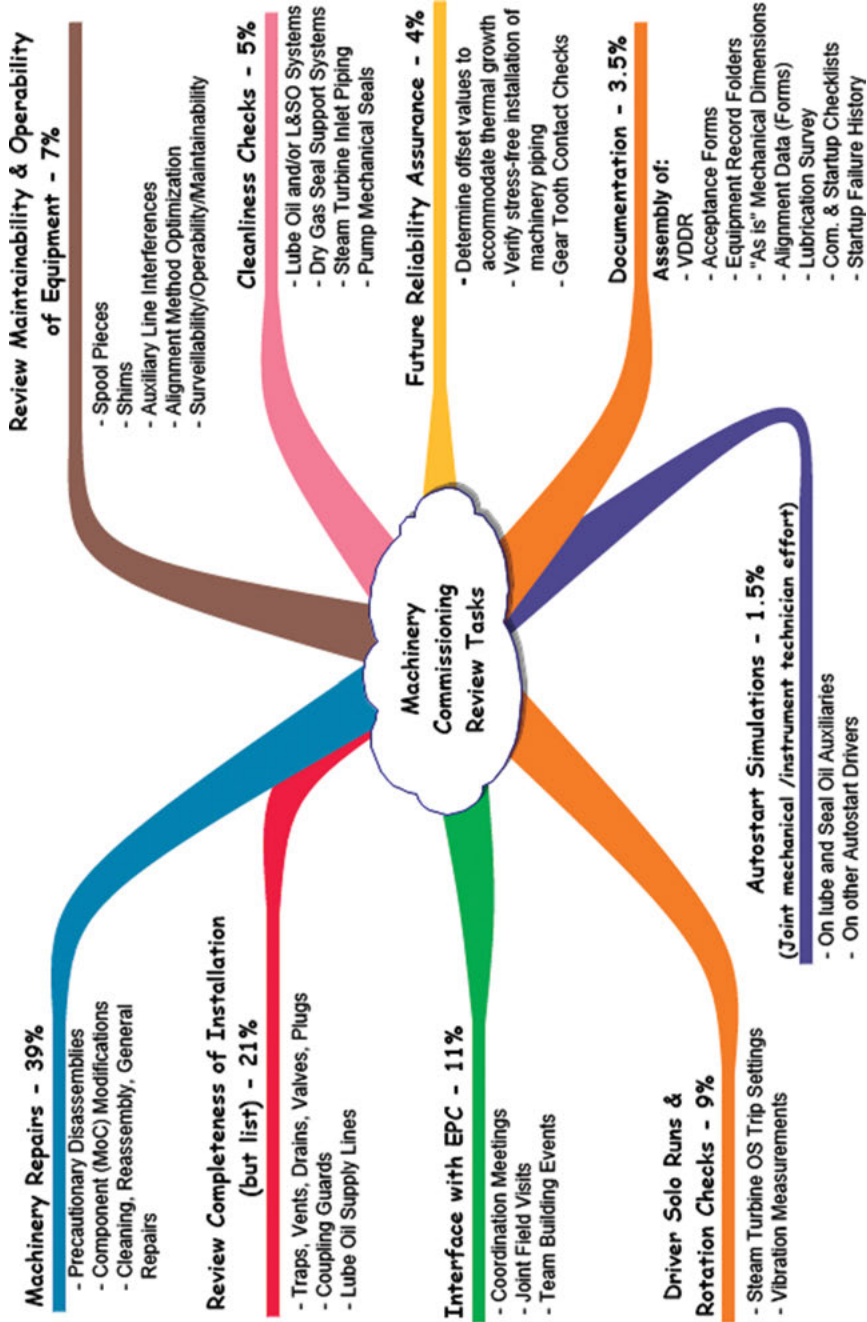 Machinery Repairs - 39%
- Precautionary Disassemblies
- Component (MoC) Modifications
- Cleaning, Reassembly, General
Repairs
Review Completeness of Installation
(but list) - 21%
- Traps, Vents, Drains, Valves, Plugs
- Coupling Guards
- Lube Oil Supply Lines
Interface with EPC - 11%
- Coordination Meetings
- Joint Field Visits
- Team Building Events
Driver Solo Runs &
Rotation Checks - 9%
- Steam Turbine OS Trip Settings
- Vibration Measurements
Machinery
Commissioning
Review Tasks
Review Maintainability & Operability
of Equipment - 7%
- Spool Pieces
- Shims
- Auxiliary Line Interferences
- Alignment Method Optimization
- Surveillability/Operability/Maintainability
Cleanliness Checks - 5%
- Lube Oil and/or L&SO Systems
- Dry Gas Seal Support Systems
- Steam Turbine Inlet Piping
- Pump Mechanical Seals
Future Reliability Assurance - 4%
- Determine offset values to
accommodate thermal growth
- Verify stress-free installation of
machinery piping
- Gear Tooth Contact Checks
Documentation - 3.5%
Assembly of:
- VDDR
- Acceptance Forms
- Equipment Record Folders
- "As is" Mechanical Dimensions
- Alignment Data (Forms)
- Lubrication Survey
- Com. & Startup Checklists
- Startup Failure History
Autostart Simulations - 1.5%
(Joint mechanical /instrument technician effort)
- On lube and Seal Oil Auxiliaries
- On other Autostart Drivers